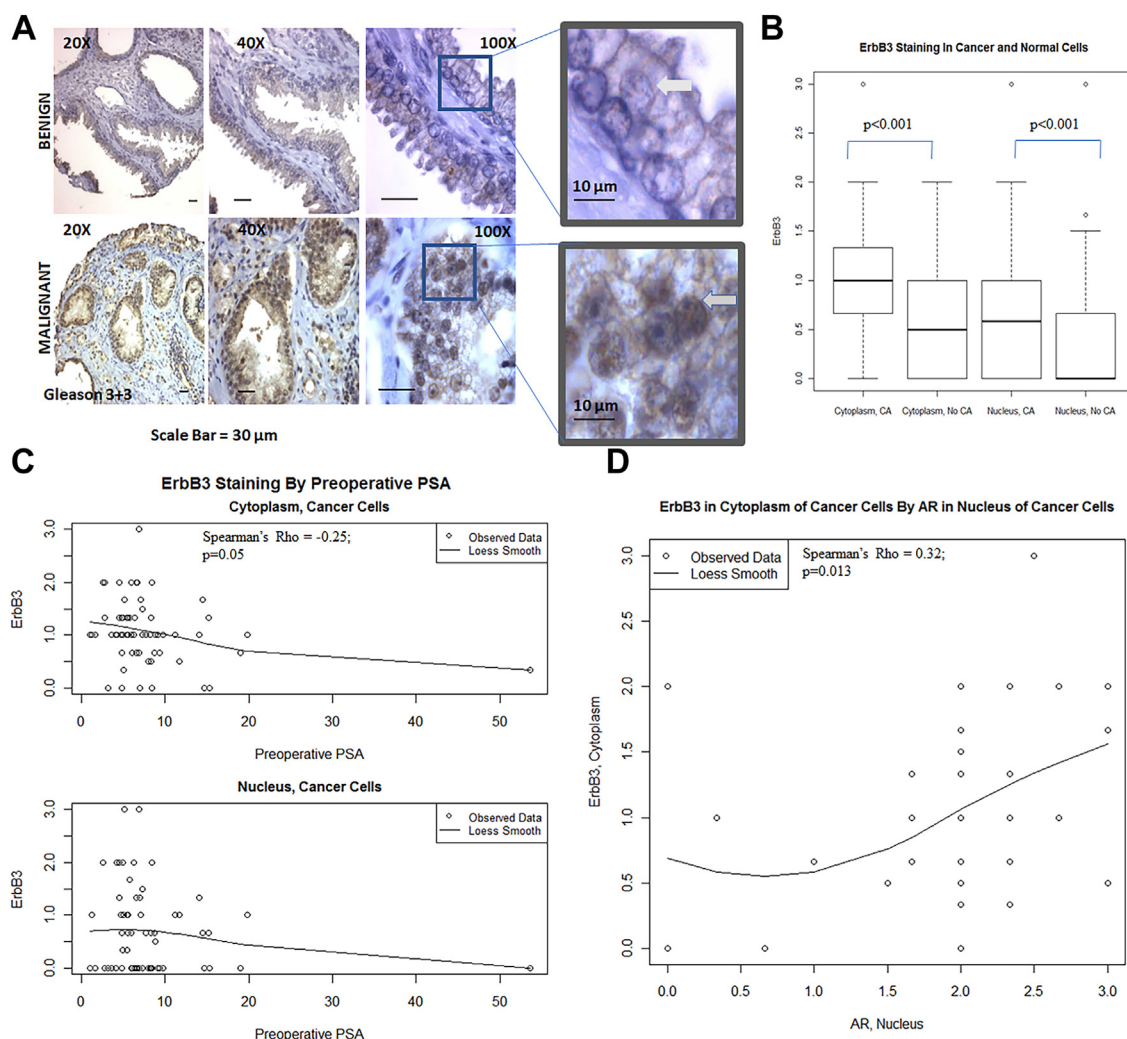 A
20X
40X
100X
BENIGN
10 μm
20X
40X
100X
MALIGNANT
Gleason 3+3
10 μm
Scale Bar = 30 μm
B
ErbB3 Staining In Cancer and Normal Cells
p<0.001
p<0.001
ErbB3
3.0
2.5
2.0
1.5
1.0
0.5
0.0
Cytoplasm, CA
Cytoplasm, No CA
Nucleus, CA
Nucleus, No CA
C
ErbB3 Staining By Preoperative PSA
Cytoplasm, Cancer Cells
Spearman's Rho = -0.25;
p=0.05
Observed Data
Loess Smooth
ErbB3
3.0
2.0
1.0
0.0
0 10 20 30 40 50
Preoperative PSA
Nucleus, Cancer Cells
Observed Data
Loess Smooth
ErbB3
3.0
2.0
1.0
0.0
0 10 20 30 40 50
Preoperative PSA
D
ErbB3 in Cytoplasm of Cancer Cells By AR in Nucleus of Cancer Cells
Observed Data
Loess Smooth
Spearman's Rho = 0.32;
p=0.013
ErbB3, Cytoplasm
3.0
2.5
2.0
1.5
1.0
0.5
0.0
0.0 0.5 1.0 1.5 2.0 2.5 3.0
AR, Nucleus